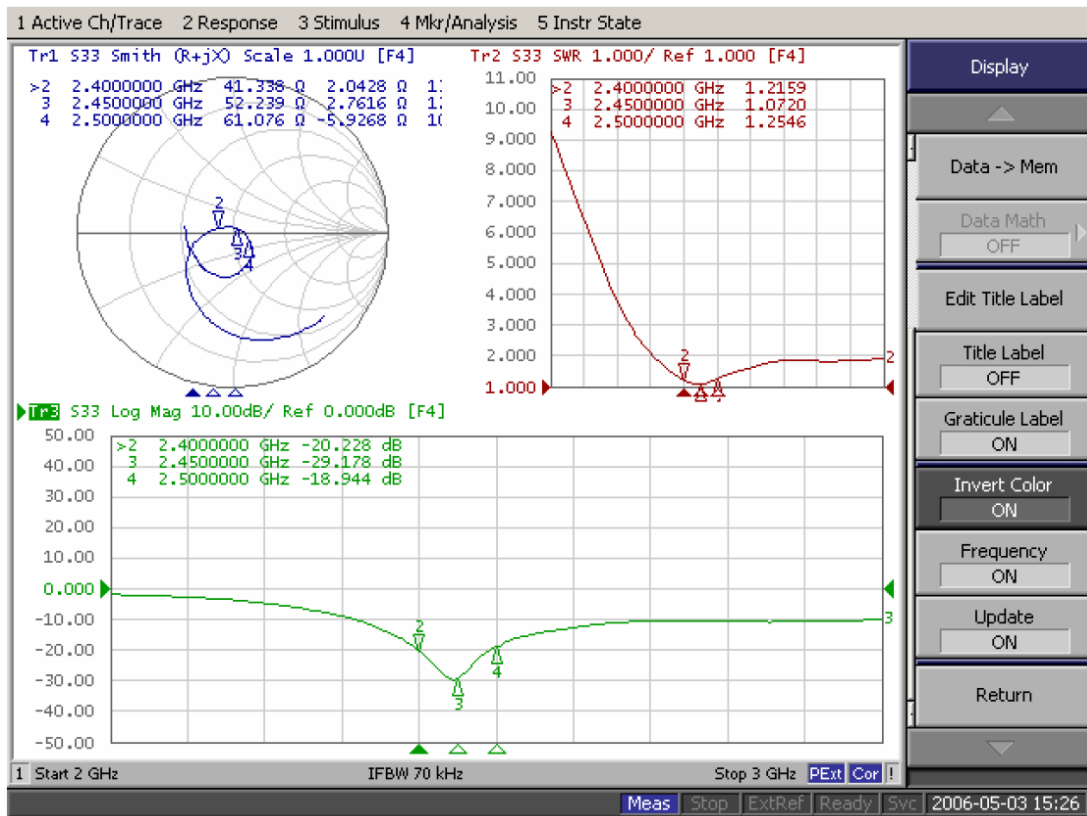 1 Active Ch/Trace 2 Response 3 Stimulus 4 Mkr/Analysis 5 Instr State
Tr1 S33 Smith (R+jX) Scale 1.000U [F4]
>2 2.4000000 GHz 41.338 Ω 2.0428 Ω
3 2.4500000 GHz 52.239 Ω 2.7616 Ω
4 2.5000000 GHz 61.076 Ω -5.9268 Ω
2
3
4
Tr2 S33 SWR 1.000/ Ref 1.000 [F4]
11.00
10.00
9.000
8.000
7.000
6.000
5.000
4.000
3.000
2.000
1.000
>2 2.4000000 GHz 1.2159
3 2.4500000 GHz 1.0720
4 2.5000000 GHz 1.2546
2
2
Tr3 S33 Log Mag 10.00dB/ Ref 0.000dB [F4]
50.00
40.00
30.00
20.00
10.00
0.000
-10.00
-20.00
-30.00
-40.00
-50.00
>2 2.4000000 GHz -20.228 dB
3 2.4500000 GHz -29.178 dB
4 2.5000000 GHz -18.944 dB
2
3
4
3
1 Start 2 GHz IFBW 70 kHz Stop 3 GHz PExt Cor !
Meas Stop ExtRef Ready Svc 2006-05-03 15:26
Display
Data -> Mem
Data Math
OFF
Edit Title Label
Title Label
OFF
Graticule Label
ON
Invert Color
ON
Frequency
ON
Update
ON
Return